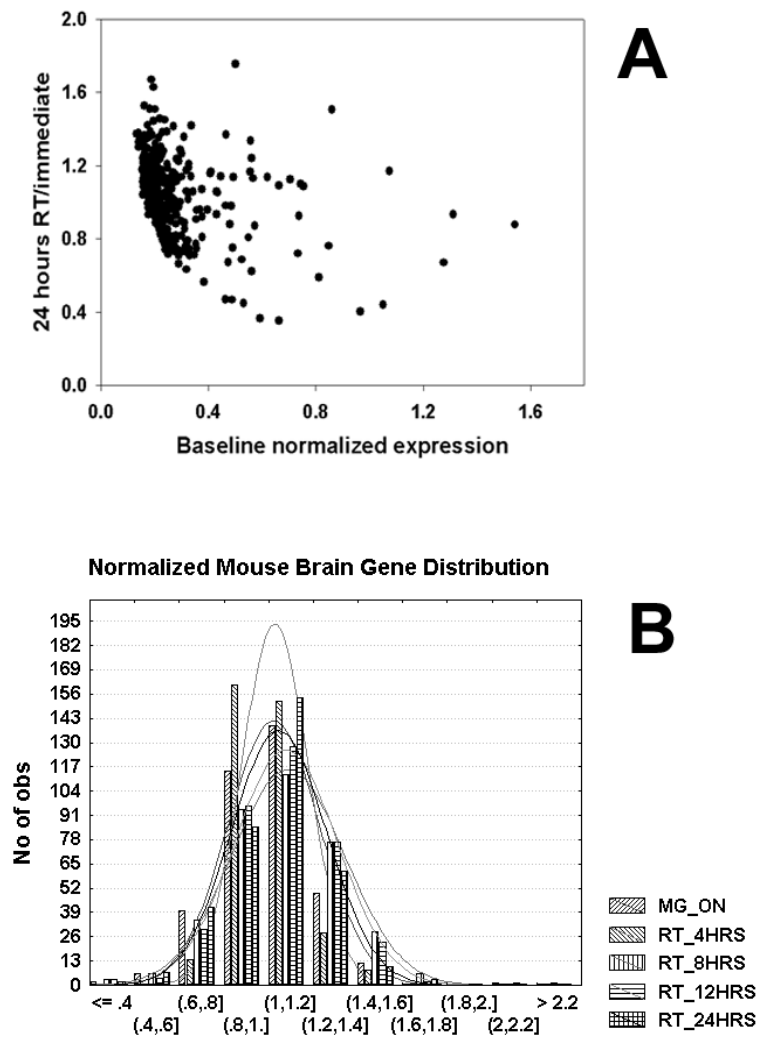 A
2.0
1.6
1.2
0.8
0.4
0.0
24 hours RT/immediate
0.0 0.4 0.8 1.2 1.6
Baseline normalized expression
Normalized Mouse Brain Gene Distribution
B
195
182
169
156
143
130
117
104
91
78
65
52
39
26
13
0
No of obs
<= .4 (.6,.8] (1,1.2] (1.4,1.6] (1.8,2.] > 2.2
(.4,.6] (.8,1.] (1.2,1.4] (1.6,1.8] (2,2.2]
MG_ON
RT_4HRS
RT_8HRS
RT_12HRS
RT_24HRS